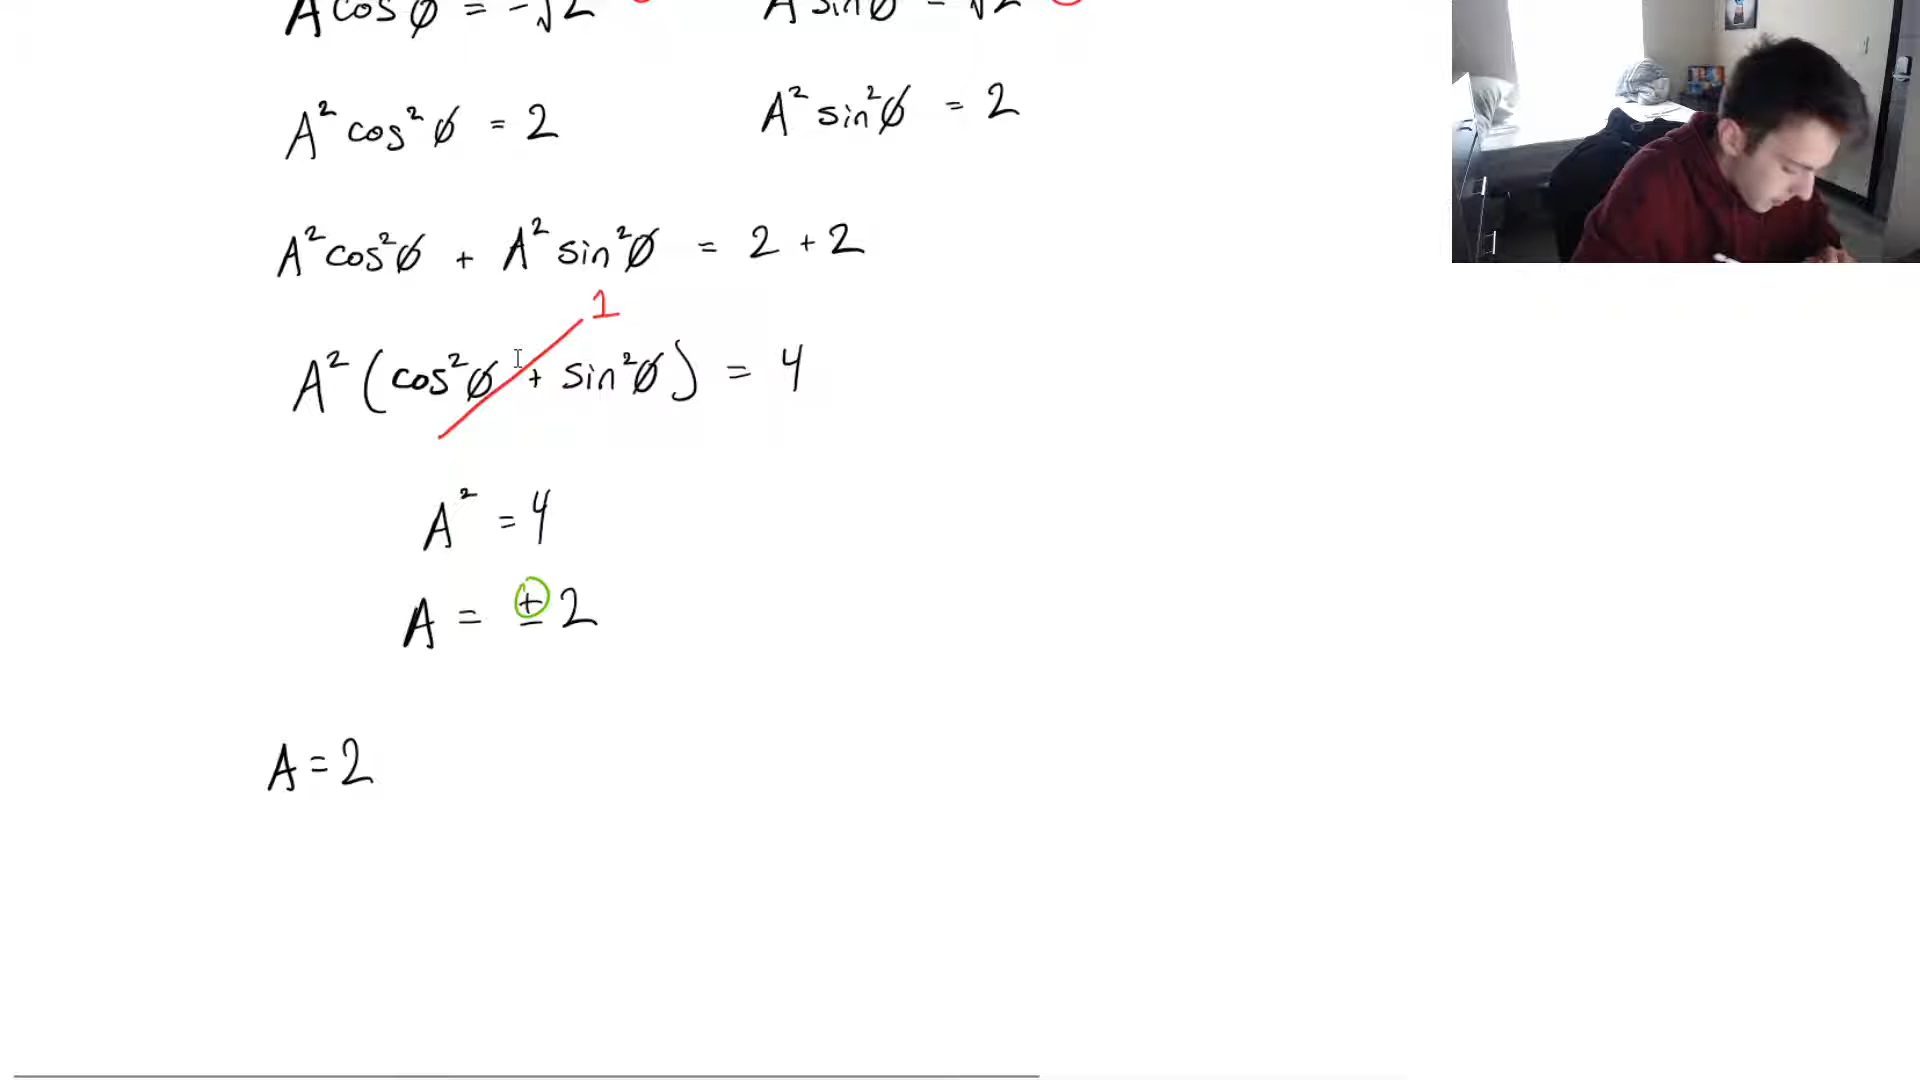 A cos ø = -√2 A sin ø = √2
A² cos² ø = 2 A² sin² ø = 2
A² cos² ø + A² sin² ø = 2 + 2
1
A² (cos² ø + sin² ø) = 4
A² = 4
A = ± 2
A = 2